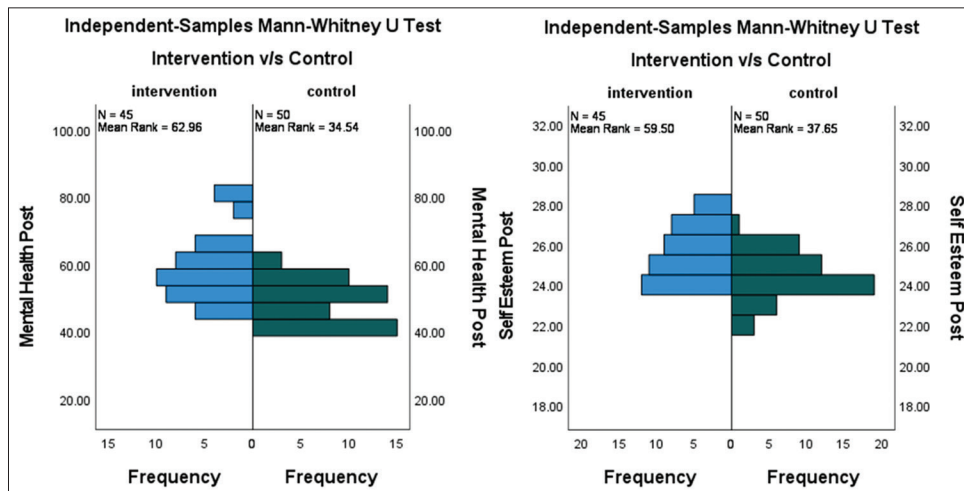 Independent-Samples Mann-Whitney U Test
Intervention v/s Control
intervention control
N = 45 N = 50
Mean Rank = 62.96 Mean Rank = 34.54
100.00 100.00
80.00 80.00
60.00 60.00
40.00 40.00
20.00 20.00
Mental Health Post
Mental Health Post
15 10 5 0 5 10 15
Frequency Frequency
Independent-Samples Mann-Whitney U Test
Intervention v/s Control
intervention control
N = 45 N = 50
Mean Rank = 59.50 Mean Rank = 37.65
32.00 32.00
30.00 30.00
28.00 28.00
26.00 26.00
24.00 24.00
22.00 22.00
20.00 20.00
18.00 18.00
Self Esteem Post
Self Esteem Post
20 15 10 5 0 5 10 15 20
Frequency Frequency